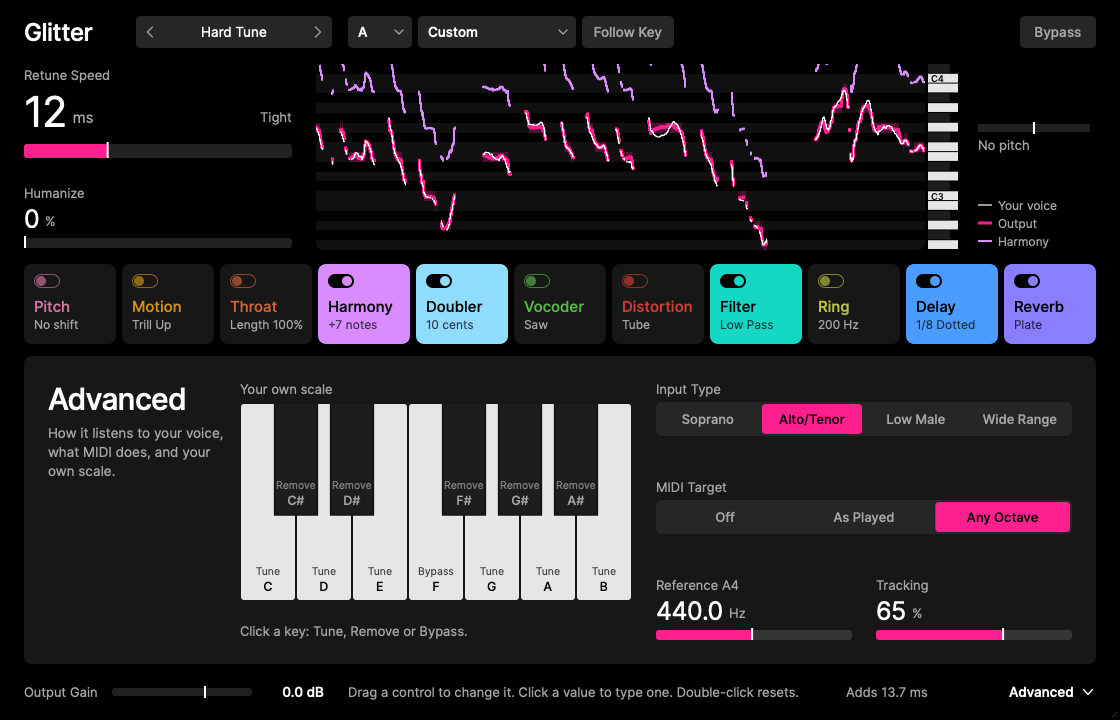 Glitter
Hard Tune
A
Custom
Follow Key
Bypass
Retune Speed
12 ms
Tight
Humanize
0 %
C4
C3
No pitch
Your voice
Output
Harmony
Pitch
No shift
Motion
Trill Up
Throat
Length 100%
Harmony
+7 notes
Doubler
10 cents
Vocoder
Saw
Distortion
Tube
Filter
Low Pass
Ring
200 Hz
Delay
1/8 Dotted
Reverb
Plate
Advanced
How it listens to your voice,
what MIDI does, and your
own scale.
Your own scale
Remove
C#
Remove
D#
Remove
F#
Remove
G#
Remove
A#
Tune
C
Tune
D
Tune
E
Bypass
F
Tune
G
Tune
A
Tune
B
Click a key: Tune, Remove or Bypass.
Input Type
Soprano
Alto/Tenor
Low Male
Wide Range
MIDI Target
Off
As Played
Any Octave
Reference A4
440.0 Hz
Tracking
65 %
Output Gain
0.0 dB
Drag a control to change it. Click a value to type one. Double-click resets.
Adds 13.7 ms
Advanced